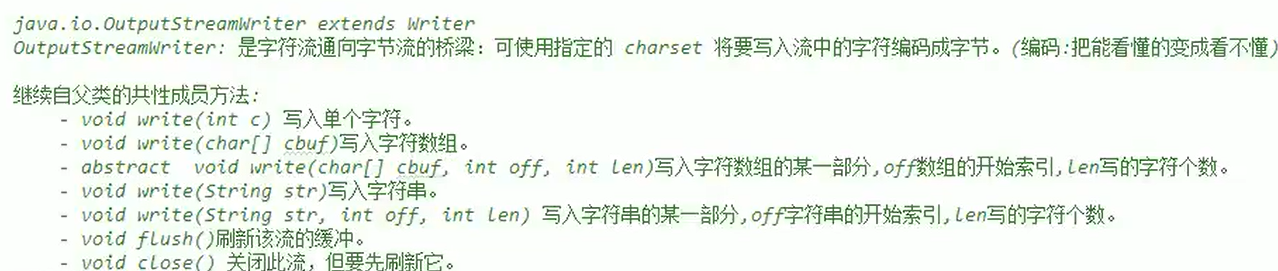 java.io.OutputStreamWriter extends Writer
OutputStreamWriter: 是字符流通向字节流的桥梁：可使用指定的 charset 将要写入流中的字符编码成字节。(编码:把能看懂的变成看不懂)
继续自父类的共性成员方法:
- void write(int c) 写入单个字符。
- void write(char[] cbuf)写入字符数组。
- abstract  void write(char[] cbuf, int off, int len)写入字符数组的某一部分,off数组的开始索引,len写的字符个数。
- void write(String str)写入字符串。
- void write(String str, int off, int len) 写入字符串的某一部分,off字符串的开始索引,len写的字符个数。
- void flush()刷新该流的缓冲。
- void close() 关闭此流，但要先刷新它。